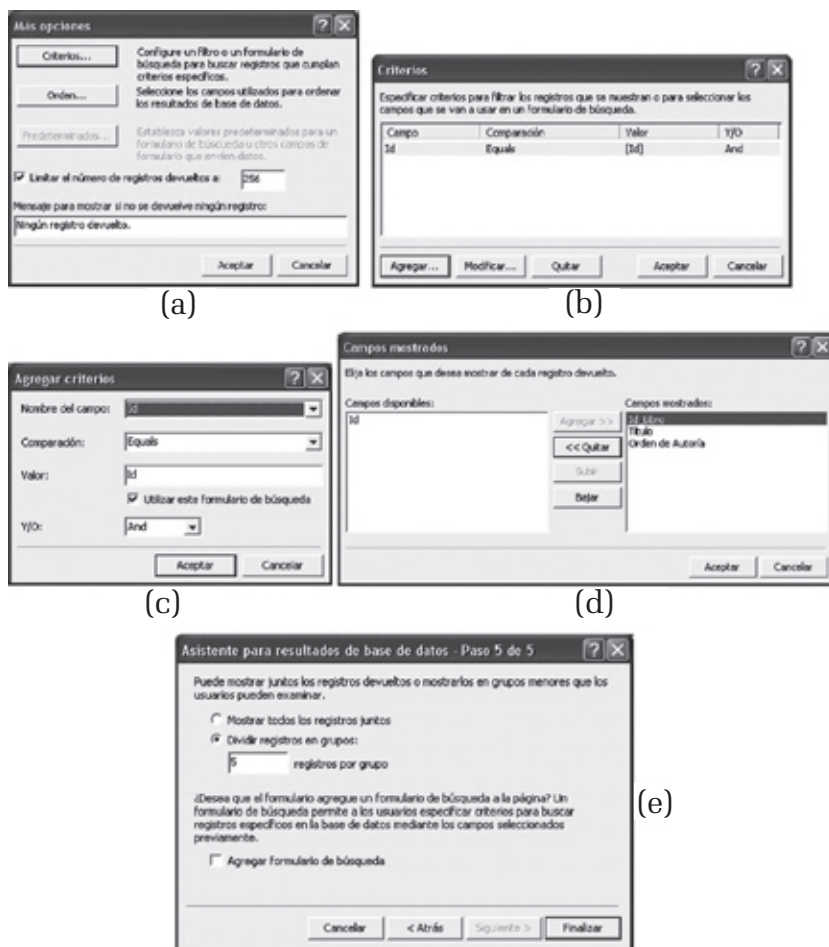 Más opciones
Criterios...
Configure un filtro o un formulario de
búsqueda para buscar registros que cumplan
criterios específicos.
Orden...
Seleccione los campos utilizados para ordenar
los resultados de base de datos.
Predeterminados...
Establezca valores predeterminados para un
formulario de búsqueda u otros campos de
formulario que envíen datos.
Limitar el número de registros devueltos a:
256
Mensaje para mostrar si no se devuelve ningún registro:
Ningún registro devuelto.
Aceptar
Cancelar
(a)
Criterios
Especificar criterios para filtrar los registros que se muestran o para seleccionar los
campos que se van a usar en un formulario de búsqueda.
Campo Comparación Valor Y/O
Id Equals [Id] And
Agregar... Modificar... Quitar Aceptar Cancelar
(b)
Agregar criterios
Nombre del campo: Id
Comparación: Equals
Valor: Id
Utilizar este formulario de búsqueda
Y/O: And
Aceptar Cancelar
(c)
Campos mostrados
Elija los campos que desea mostrar de cada registro devuelto.
Campos disponibles:
Id
Agregar >>
<< Quitar
Subir
Bajar
Campos mostrados:
Id_Libro
Título
Orden de Autoría
Aceptar Cancelar
(d)
Asistente para resultados de base de datos - Paso 5 de 5
Puede mostrar juntos los registros devueltos o mostrarlos en grupos menores que los
usuarios pueden examinar.
Mostrar todos los registros juntos
Dividir registros en grupos:
5 registros por grupo
¿Desea que el formulario agregue un formulario de búsqueda a la página? Un
formulario de búsqueda permite a los usuarios especificar criterios para buscar
registros específicos en la base de datos mediante los campos seleccionados
previamente.
Agregar formulario de búsqueda
Cancelar < Atrás Siguiente > Finalizar
(e)